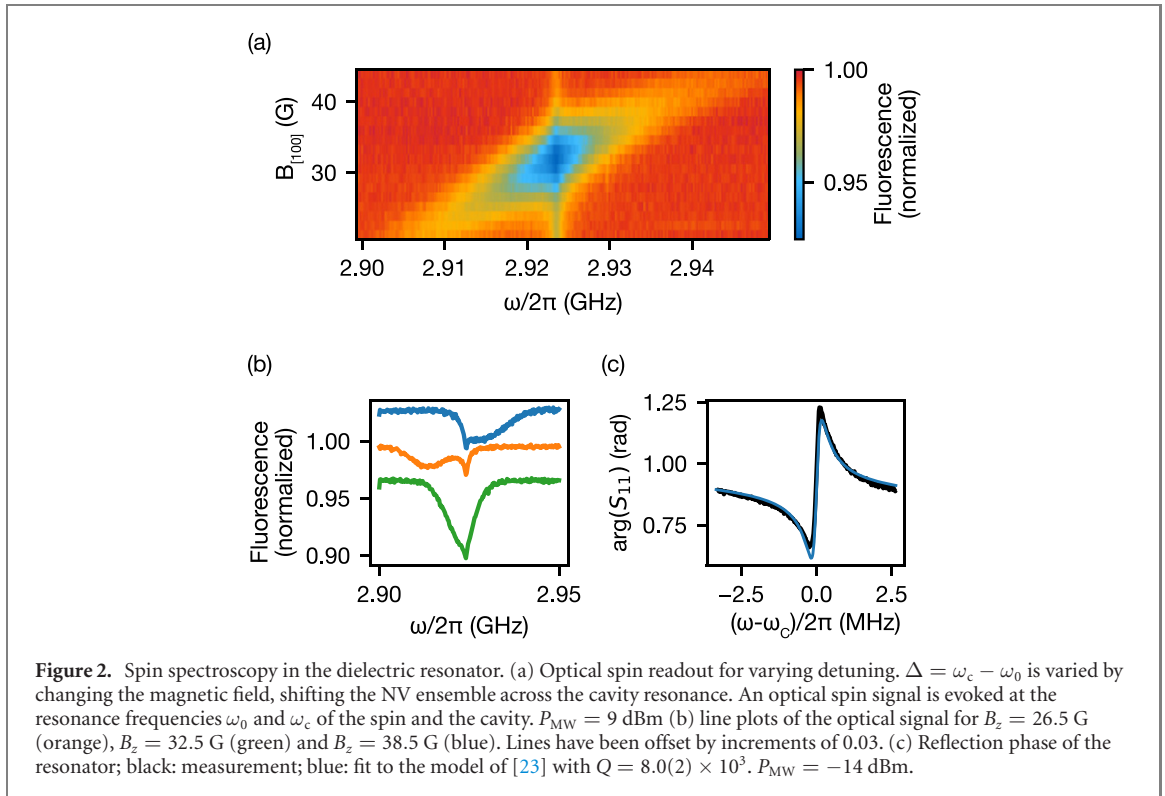 (a)
B[100] (G)
40
30
2.90 2.91 2.92 2.93 2.94
ω/2π (GHz)
1.00
0.95
Fluorescence
(normalized)
(b)
Fluorescence
(normalized)
1.00
0.95
0.90
2.90 2.95
ω/2π (GHz)
(c)
arg(S11) (rad)
1.25
1.00
0.75
−2.5 0.0 2.5
(ω-ωC)/2π (MHz)
Figure 2. Spin spectroscopy in the dielectric resonator. (a) Optical spin readout for varying detuning. Δ = ωc − ω0 is varied by
changing the magnetic field, shifting the NV ensemble across the cavity resonance. An optical spin signal is evoked at the
resonance frequencies ω0 and ωc of the spin and the cavity. PMW = 9 dBm (b) line plots of the optical signal for Bz = 26.5 G
(orange), Bz = 32.5 G (green) and Bz = 38.5 G (blue). Lines have been offset by increments of 0.03. (c) Reflection phase of the
resonator; black: measurement; blue: fit to the model of [23] with Q = 8.0(2) × 10³. PMW = −14 dBm.